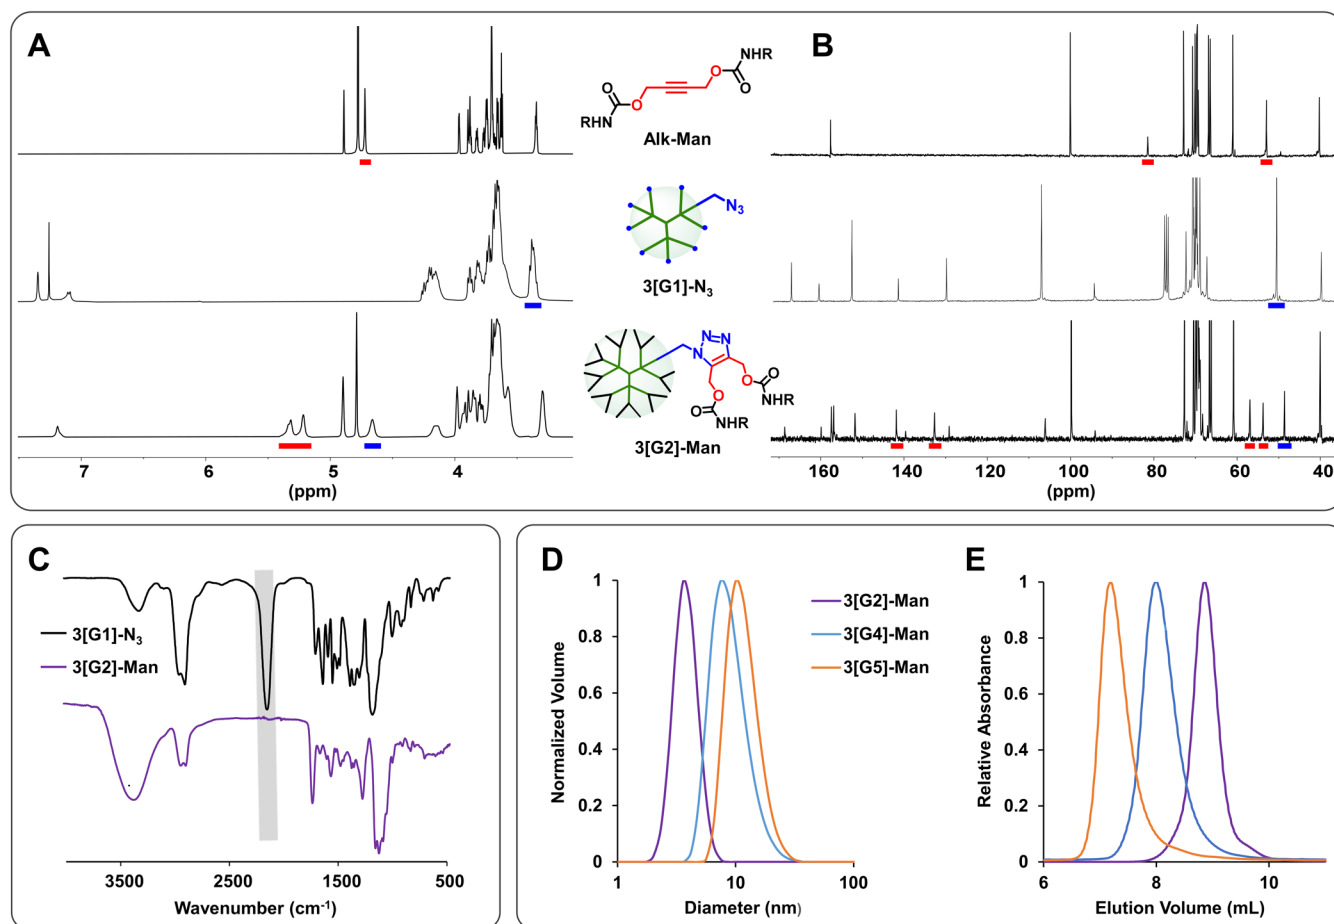 A
B
O
O
NHR
RHN
O
O
Alk-Man
N₃
3[G1]-N₃
N
N
N
O
O
NHR
O
O
NHR
3[G2]-Man
7
6
5
4
(ppm)
160
140
120
100
80
60
40
(ppm)
C
3[G1]-N₃
3[G2]-Man
3500
2500
1500
500
Wavenumber (cm⁻¹)
D
Normalized Volume
1
0.8
0.6
0.4
0.2
0
1
10
100
Diameter (nm)
3[G2]-Man
3[G4]-Man
3[G5]-Man
E
Relative Absorbance
1
0.8
0.6
0.4
0.2
0
6
8
10
Elution Volume (mL)